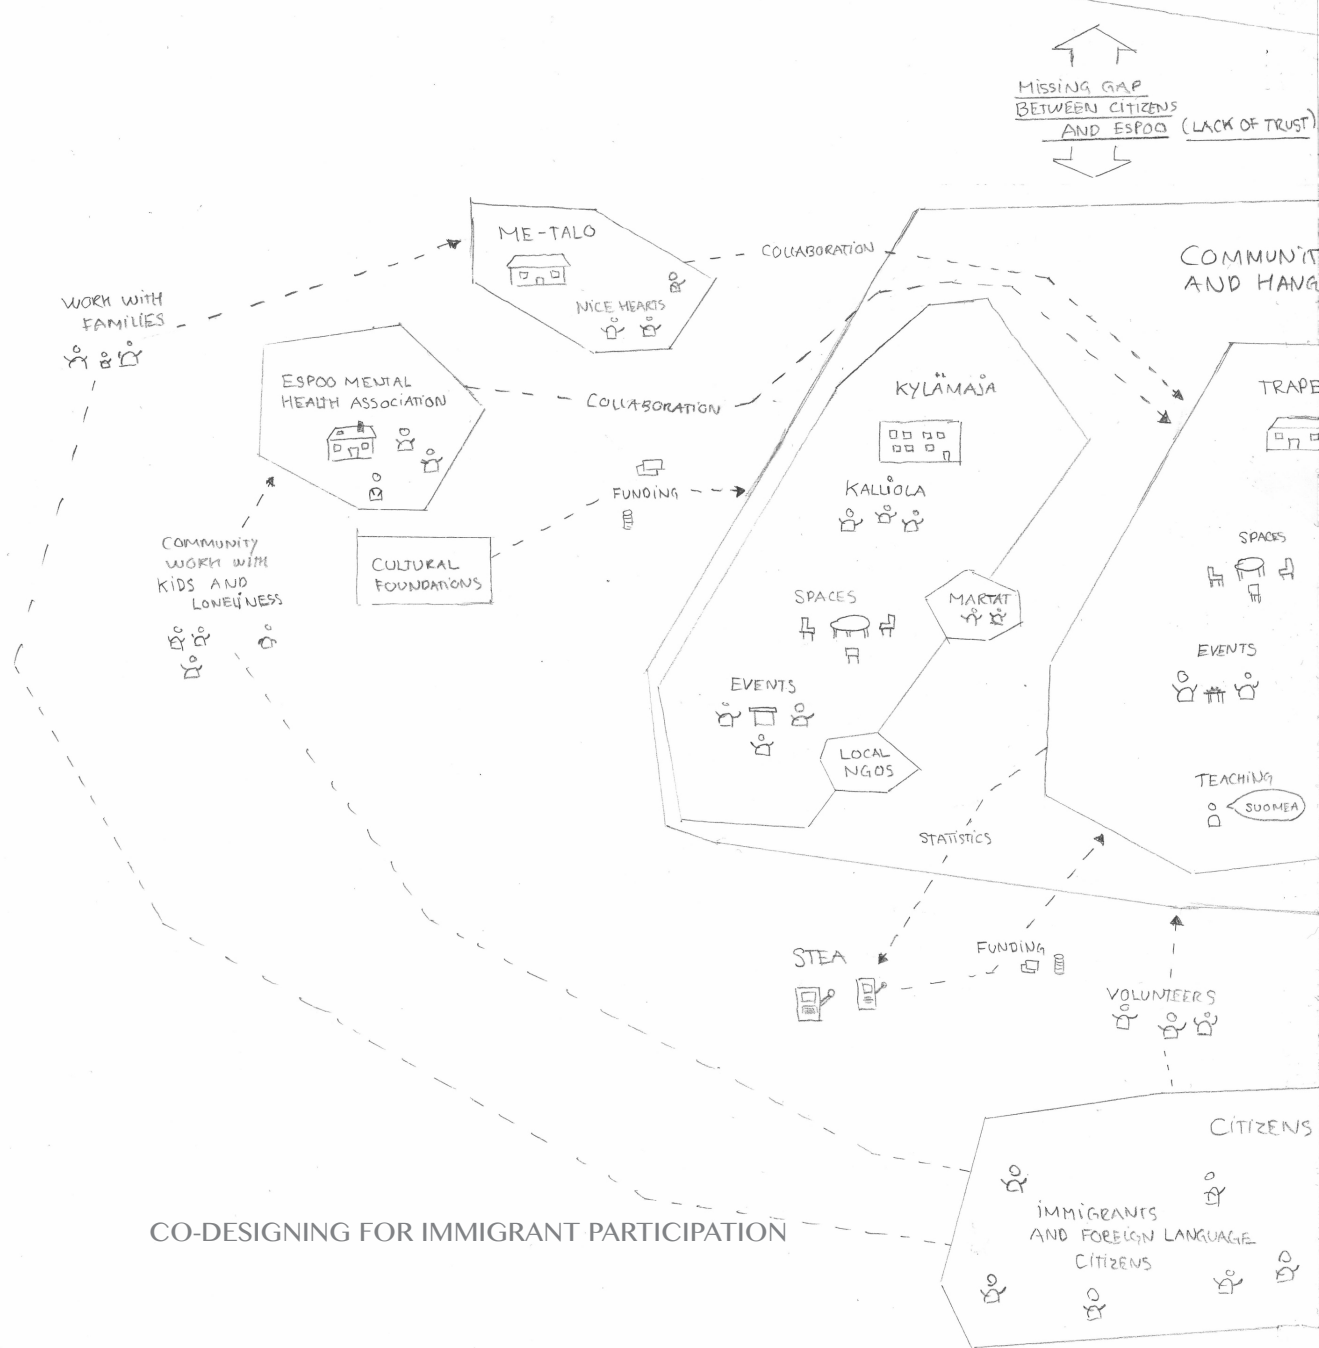 MISSING GAP
BETWEEN CITIZENS
AND ESPOO (LACK OF TRUST)
ME-TALO
NICE HEARTS
COLLABORATION
COMMUNIT
AND HANG
WORK WITH
FAMILIES
ESPOO MENTAL
HEALTH ASSOCIATION
COLLABORATION
KYLÄMAJA
TRAPE
FUNDING
KALLIOLA
COMMUNITY
WORK WITH
KIDS AND
LONELINESS
CULTURAL
FOUNDATIONS
SPACES
MARTAT
SPACES
EVENTS
EVENTS
LOCAL
NGOS
TEACHING
SUOMEA
STATISTICS
STEA
FUNDING
VOLUNTEERS
CITIZENS
IMMIGRANTS
AND FOREIGN LANGUAGE
CITIZENS
CO-DESIGNING FOR IMMIGRANT PARTICIPATION